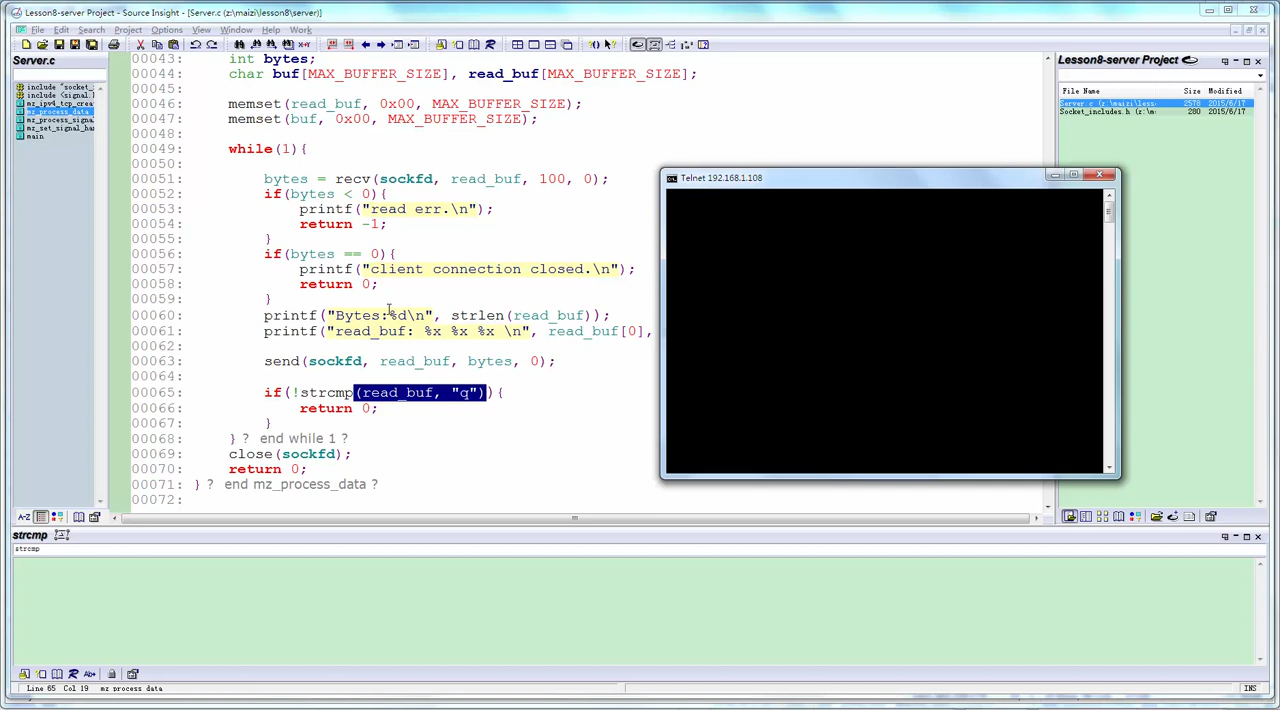 Lesson8-server Project - Source Insight - [Server.c (z:\maizi\lesson8\server)]
File Edit Search Project Options View Window Help Work
Server.c
include "socket_
include <signal.
mz_ipv4_tcp_crea
mz_process_data
mz_process_signa
mz_set_signal_ha
main
00043: int bytes;
00044: char buf[MAX_BUFFER_SIZE], read_buf[MAX_BUFFER_SIZE];
00045:
00046: memset(read_buf, 0x00, MAX_BUFFER_SIZE);
00047: memset(buf, 0x00, MAX_BUFFER_SIZE);
00048:
00049: while(1){
00050:
00051: bytes = recv(sockfd, read_buf, 100, 0);
00052: if(bytes < 0){
00053: printf("read err.\n");
00054: return -1;
00055: }
00056: if(bytes == 0){
00057: printf("client connection closed.\n");
00058: return 0;
00059: }
00060: printf("Bytes:%d\n", strlen(read_buf));
00061: printf("read_buf: %x %x %x \n", read_buf[0],
00062:
00063: send(sockfd, read_buf, bytes, 0);
00064:
00065: if(!strcmp(read_buf, "q")){
00066: return 0;
00067: }
00068: } ? end while 1 ?
00069: close(sockfd);
00070: return 0;
00071: } ? end mz_process_data ?
00072:
Telnet 192.168.1.108
Lesson8-server Project
File Name Size Modified
Server.c (z:\maizi\less 2578 2015/6/17
Socket_includes.h (z:\m 280 2015/6/17
A-Z
strcmp
strcmp
Line 65 Col 19 mz process data
INS